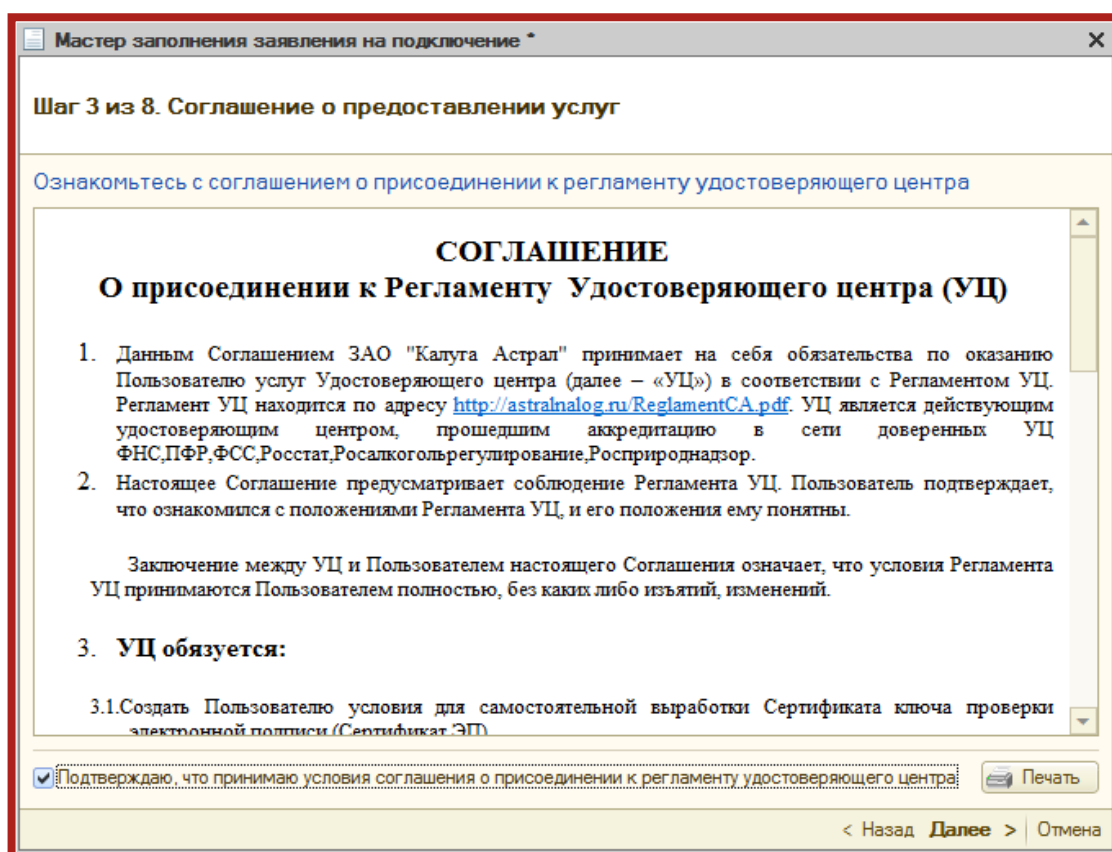 Мастер заполнения заявления на подключение *
Шаг 3 из 8. Соглашение о предоставлении услуг
Ознакомьтесь с соглашением о присоединении к регламенту удостоверяющего центра
СОГЛАШЕНИЕ
О присоединении к Регламенту Удостоверяющего центра (УЦ)
1. Данным Соглашением ЗАО "Калуга Астрал" принимает на себя обязательства по оказанию
Пользователю услуг Удостоверяющего центра (далее – «УЦ») в соответствии с Регламентом УЦ.
Регламент УЦ находится по адресу http://astralnalog.ru/ReglamentCA.pdf. УЦ является действующим
удостоверяющим центром, прошедшим аккредитацию в сети доверенных УЦ
ФНС,ПФР,ФСС,Росстат,Росалкогольрегулирование,Росприроднадзор.
2. Настоящее Соглашение предусматривает соблюдение Регламента УЦ. Пользователь подтверждает,
что ознакомился с положениями Регламента УЦ, и его положения ему понятны.
Заключение между УЦ и Пользователем настоящего Соглашения означает, что условия Регламента
УЦ принимаются Пользователем полностью, без каких либо изъятий, изменений.
3. УЦ обязуется:
3.1.Создать Пользователю условия для самостоятельной выработки Сертификата ключа проверки
электронной подписи (Сертификат ЭП)
Подтверждаю, что принимаю условия соглашения о присоединении к регламенту удостоверяющего центра Печать
< Назад Далее > Отмена